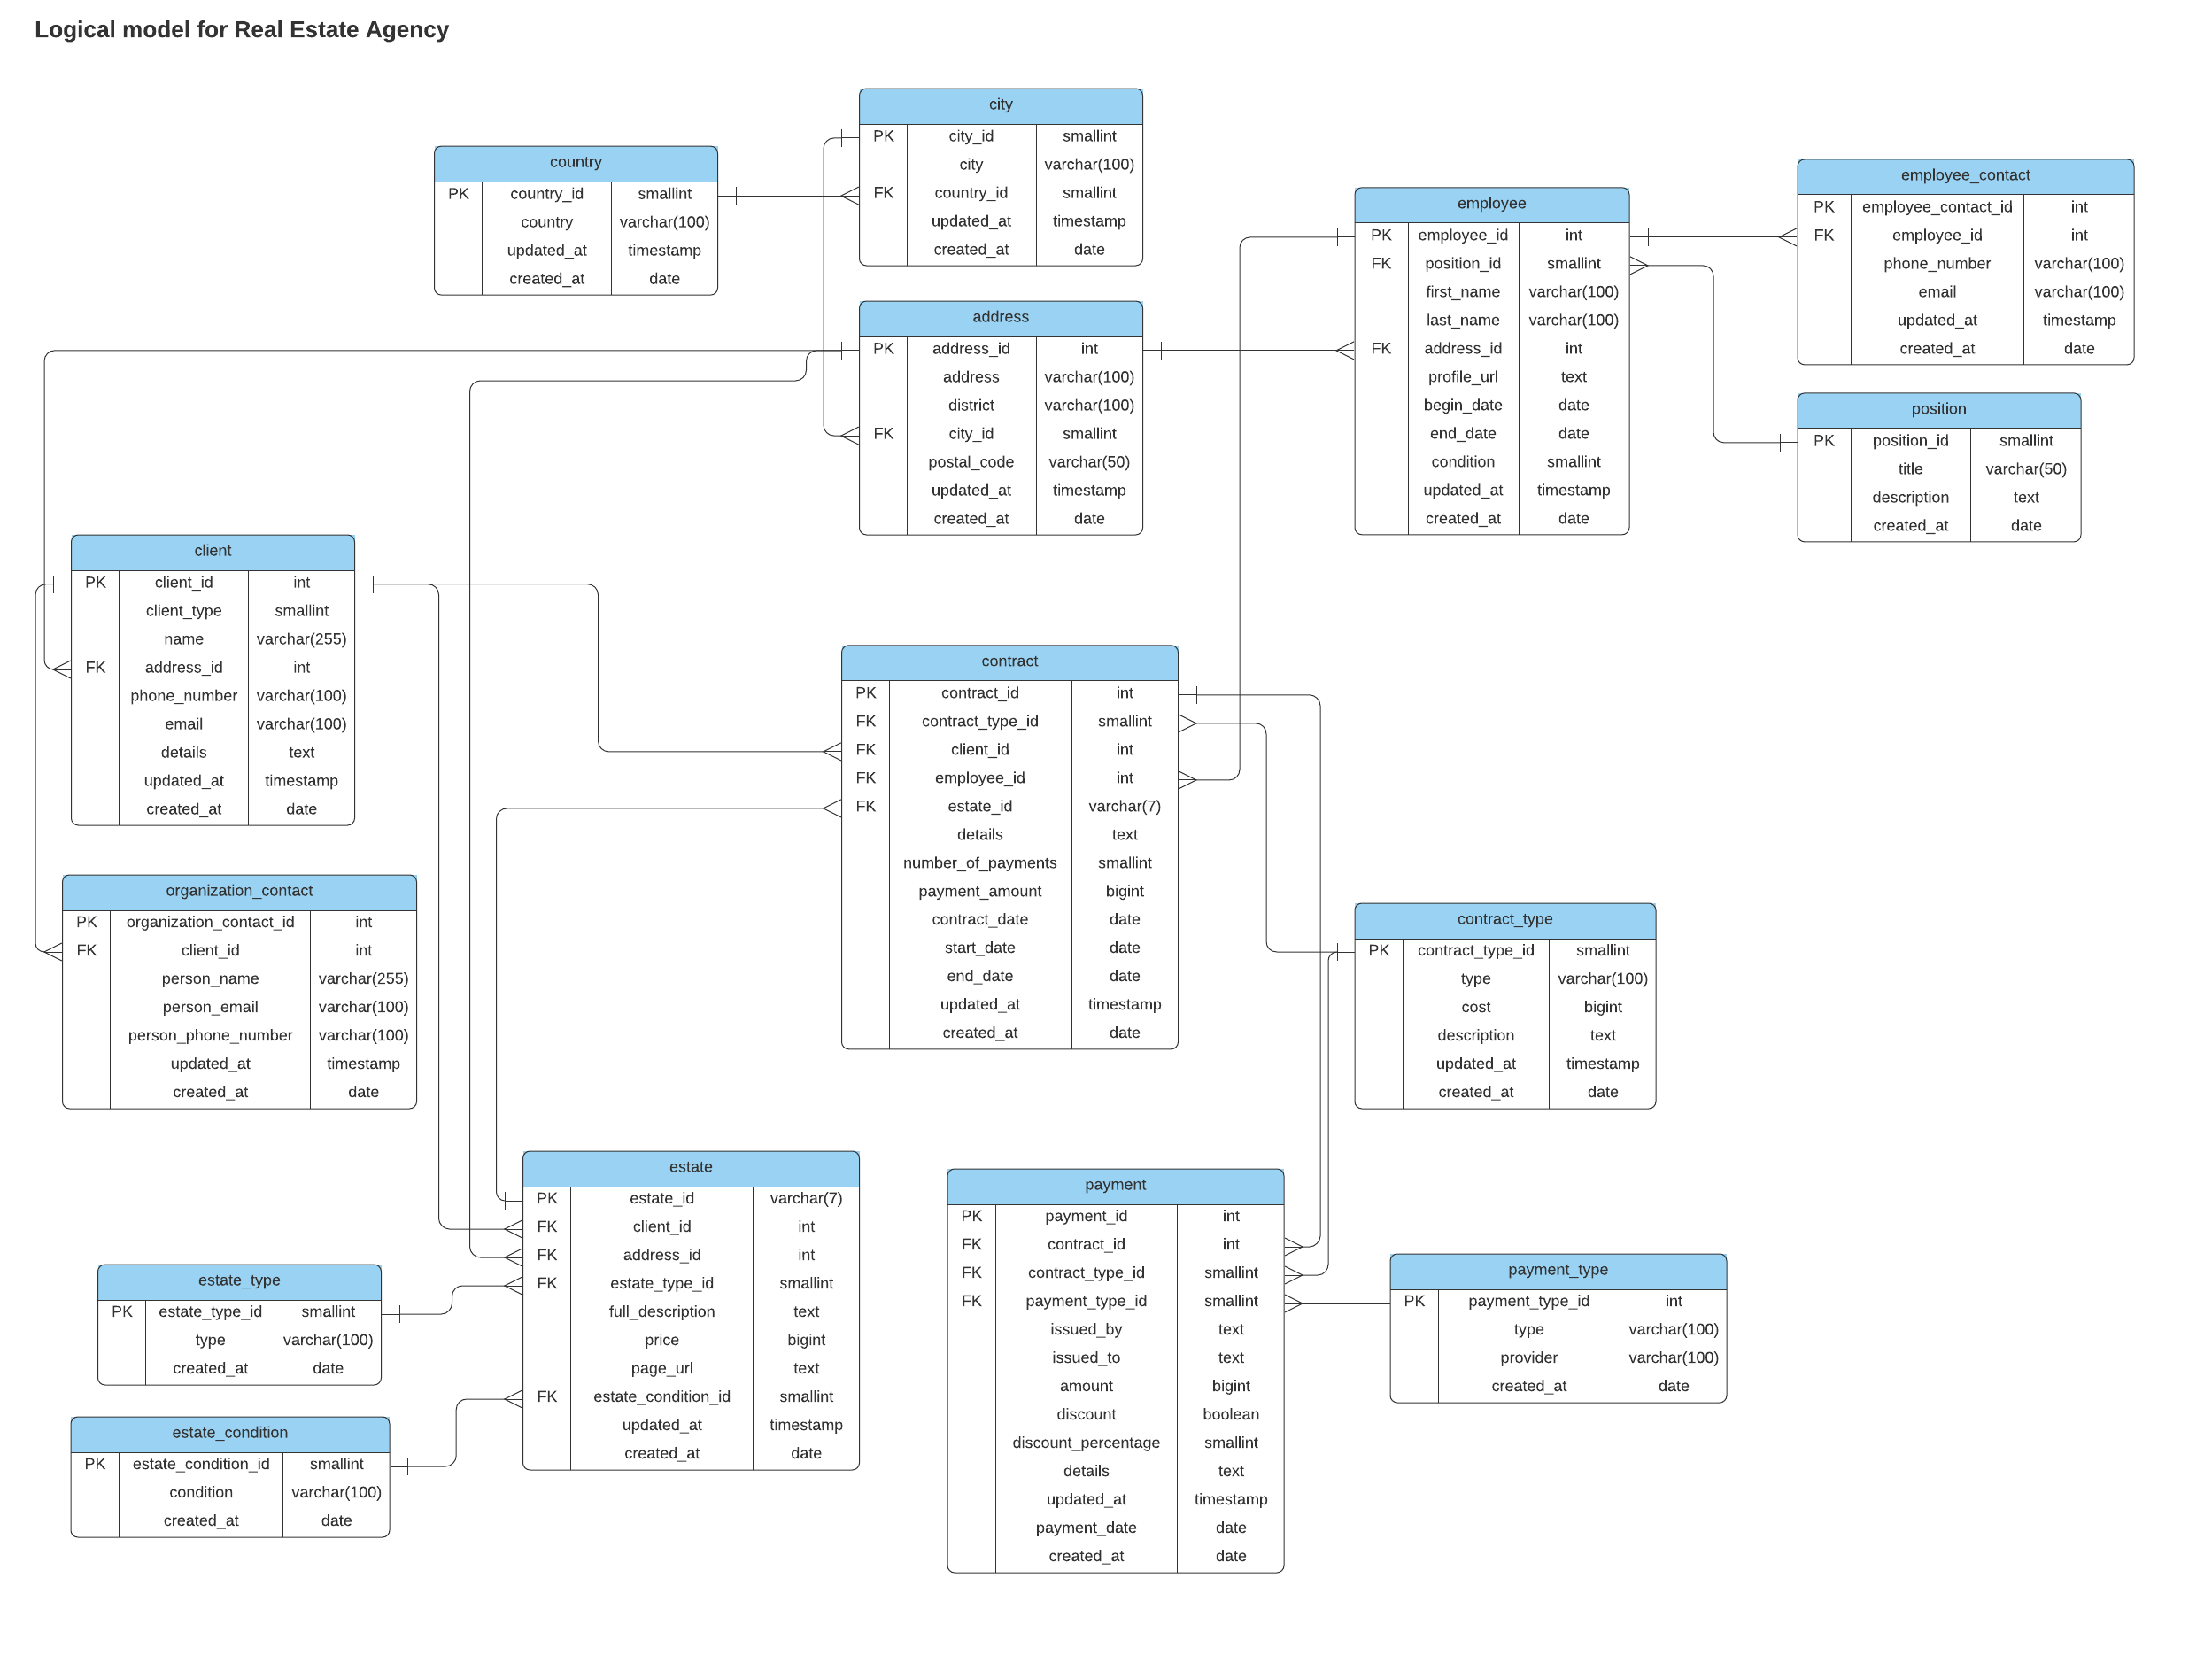 Logical model for Real Estate Agency
city
PK city_id smallint
city varchar(100)
FK country_id smallint
updated_at timestamp
created_at date
country
PK country_id smallint
country varchar(100)
updated_at timestamp
created_at date
employee_contact
PK employee_contact_id int
FK employee_id int
phone_number varchar(100)
email varchar(100)
updated_at timestamp
created_at date
employee
PK employee_id int
FK position_id smallint
first_name varchar(100)
last_name varchar(100)
FK address_id int
profile_url text
begin_date date
end_date date
condition smallint
updated_at timestamp
created_at date
address
PK address_id int
address varchar(100)
district varchar(100)
FK city_id smallint
postal_code varchar(50)
updated_at timestamp
created_at date
position
PK position_id smallint
title varchar(50)
description text
created_at date
client
PK client_id int
client_type smallint
name varchar(255)
FK address_id int
phone_number varchar(100)
email varchar(100)
details text
updated_at timestamp
created_at date
contract
PK contract_id int
FK contract_type_id smallint
FK client_id int
FK employee_id int
FK estate_id varchar(7)
details text
number_of_payments smallint
payment_amount bigint
contract_date date
start_date date
end_date date
updated_at timestamp
created_at date
organization_contact
PK organization_contact_id int
FK client_id int
person_name varchar(255)
person_email varchar(100)
person_phone_number varchar(100)
updated_at timestamp
created_at date
contract_type
PK contract_type_id smallint
type varchar(100)
cost bigint
description text
updated_at timestamp
created_at date
estate
PK estate_id varchar(7)
FK client_id int
FK address_id int
FK estate_type_id smallint
full_description text
price bigint
page_url text
FK estate_condition_id smallint
updated_at timestamp
created_at date
payment
PK payment_id int
FK contract_id int
FK contract_type_id smallint
FK payment_type_id smallint
issued_by text
issued_to text
amount bigint
discount boolean
discount_percentage smallint
details text
updated_at timestamp
payment_date date
created_at date
payment_type
PK payment_type_id int
type varchar(100)
provider varchar(100)
created_at date
estate_type
PK estate_type_id smallint
type varchar(100)
created_at date
estate_condition
PK estate_condition_id smallint
condition varchar(100)
created_at date